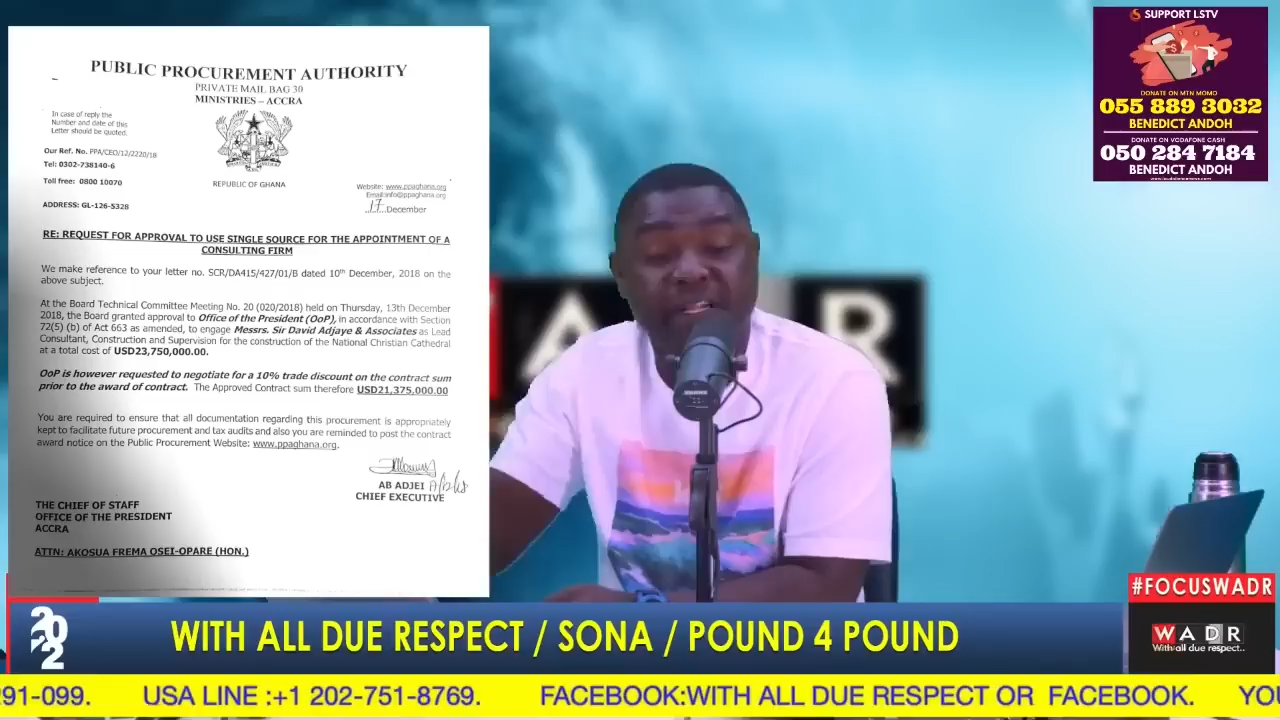 PUBLIC PROCUREMENT AUTHORITY
PRIVATE MAIL BAG 30
MINISTRIES – ACCRA
In case of reply the
Number and date of this
Letter should be quoted.
Our Ref. No. PPA/CEO/12/2220/18
Tel: 0302-738140-6
Toll free: 0800 10070
ADDRESS: GL-126-5328
REPUBLIC OF GHANA
Website: www.ppaghana.org
Email:info@ppaghana.org
17 December
RE: REQUEST FOR APPROVAL TO USE SINGLE SOURCE FOR THE APPOINTMENT OF A
CONSULTING FIRM
We make reference to your letter no. SCR/DA415/427/01/B dated 10th December, 2018 on the
above subject.
At the Board Technical Committee Meeting No. 20 (020/2018) held on Thursday, 13th December
2018, the Board granted approval to Office of the President (OoP), in accordance with Section
72(5) (b) of Act 663 as amended, to engage Messrs. Sir David Adjaye & Associates as Lead
Consultant, Construction and Supervision for the construction of the National Christian Cathedral
at a total cost of USD23,750,000.00.
OoP is however requested to negotiate for a 10% trade discount on the contract sum
prior to the award of contract. The Approved Contract sum therefore USD21,375,000.00
You are required to ensure that all documentation regarding this procurement is appropriately
kept to facilitate future procurement and tax audits and also you are reminded to post the contract
award notice on the Public Procurement Website: www.ppaghana.org.
AB ADJEI
CHIEF EXECUTIVE
THE CHIEF OF STAFF
OFFICE OF THE PRESIDENT
ACCRA
ATTN: AKOSUA FREMA OSEI-OPARE (HON.)
SUPPORT LSTV
DONATE ON MTN MOMO
055 889 3032
BENEDICT ANDOH
DONATE ON VODAFONE CASH
050 284 7184
BENEDICT ANDOH
A R
2022
WITH ALL DUE RESPECT / SONA / POUND 4 POUND
#FOCUSWADR
WADR
With all due respect..
291-099. USA LINE :+1 202-751-8769. FACEBOOK:WITH ALL DUE RESPECT OR FACEBOOK. YO